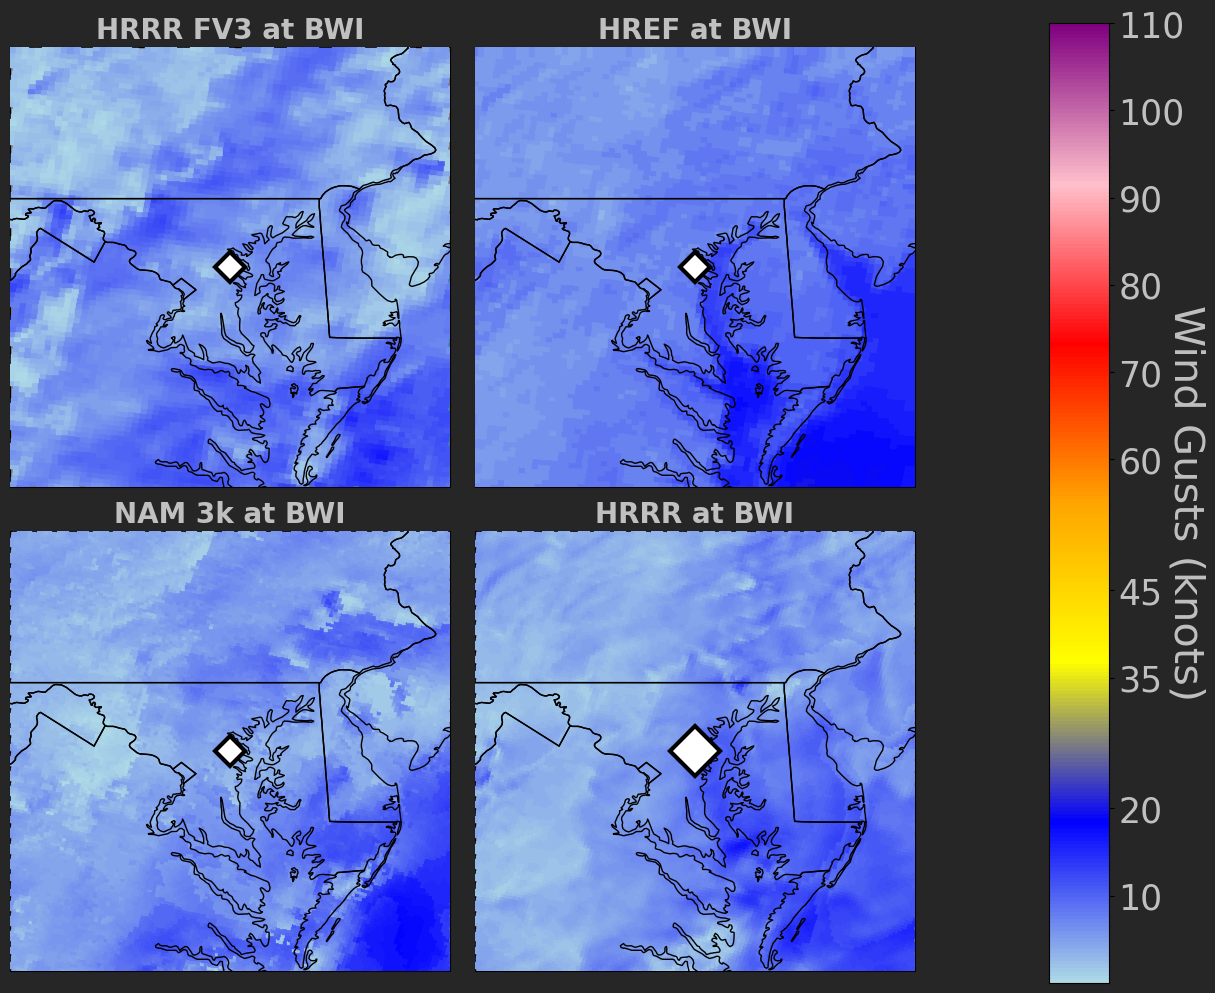 HRRR FV3 at BWI
HREF at BWI
NAM 3k at BWI
HRRR at BWI
110
100
90
80
70
60
45
35
20
10
Wind Gusts (knots)